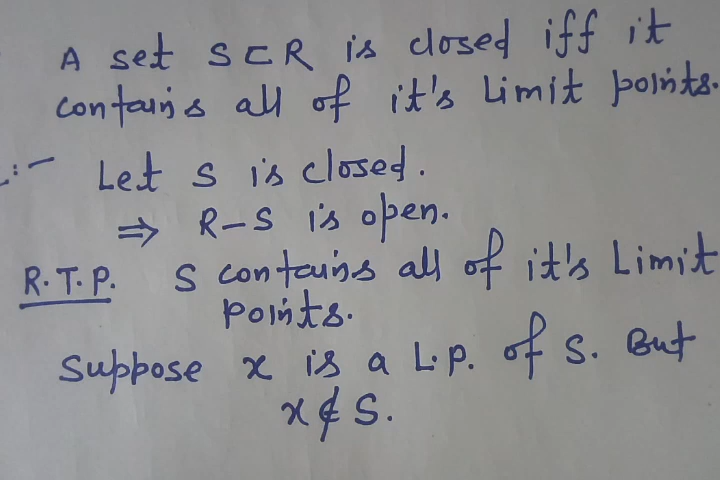 A set S ⊂ R is closed iff it
contains all of it's Limit points.
:- Let S is closed.
⇒ R-S is open.
R.T.P. S contains all of it's Limit
points.
Suppose x is a L.P. of S. But
x ∉ S.